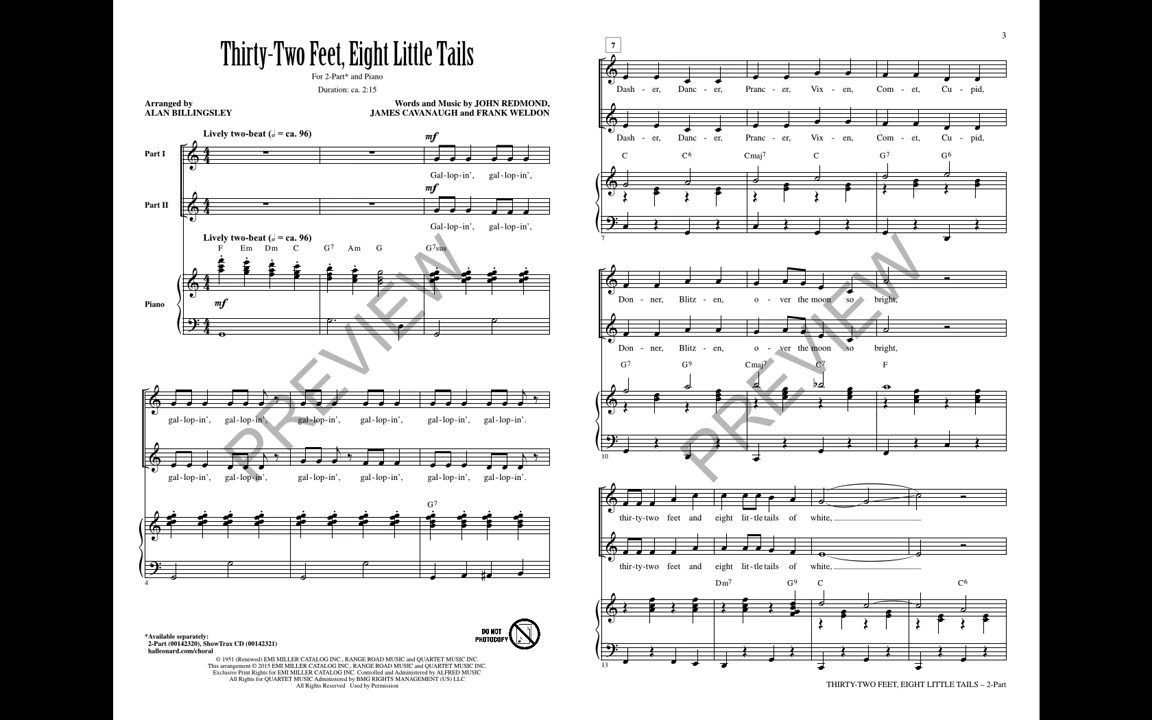 Thirty-Two Feet, Eight Little Tails
For 2-Part* and Piano
Duration: ca. 2:15
Arranged by
ALAN BILLINGSLEY
Words and Music by JOHN REDMOND,
JAMES CAVANAUGH and FRANK WELDON
Lively two-beat (𝅗𝅥 = ca. 96)
mf
Part I
Gal-lop-in', gal-lop-in',
mf
Part II
Gal-lop-in', gal-lop-in',
Lively two-beat (𝅗𝅥 = ca. 96)
F Em Dm C G7 Am G G7sus
Piano
mf
gal-lop-in', gal-lop-in', gal-lop-in', gal-lop-in', gal-lop-in', gal-lop-in'.
gal-lop-in', gal-lop-in', gal-lop-in', gal-lop-in', gal-lop-in', gal-lop-in'.
G7
4
PREVIEW
*Available separately:
2-Part (00142320), ShowTrax CD (00142321)
halleonard.com/choral
DO NOT
PHOTOCOPY
© 1951 (Renewed) EMI MILLER CATALOG INC., RANGE ROAD MUSIC and QUARTET MUSIC INC.
This arrangement © 2015 EMI MILLER CATALOG INC., RANGE ROAD MUSIC and QUARTET MUSIC INC.
Exclusive Print Rights for EMI MILLER CATALOG INC. Controlled and Administered by ALFRED MUSIC
All Rights for QUARTET MUSIC Administered by BMG RIGHTS MANAGEMENT (US) LLC
All Rights Reserved Used by Permission
3
7
Dash - er, Danc - er, Pranc - er, Vix - en, Com - et, Cu - pid,
Dash - er, Danc - er, Pranc - er, Vix - en, Com - et, Cu - pid,
C C6 Cmaj7 C G7 G6
7
Don - ner, Blitz - en, o - ver the moon so bright,
Don - ner, Blitz - en, o - ver the moon so bright,
G7 G9 Cmaj7 C7 F
10
PREVIEW
thir-ty-two feet and eight lit-tle tails of white,
thir-ty-two feet and eight lit-tle tails of white,
Dm7 G9 C C6
13
THIRTY-TWO FEET, EIGHT LITTLE TAILS – 2-Part